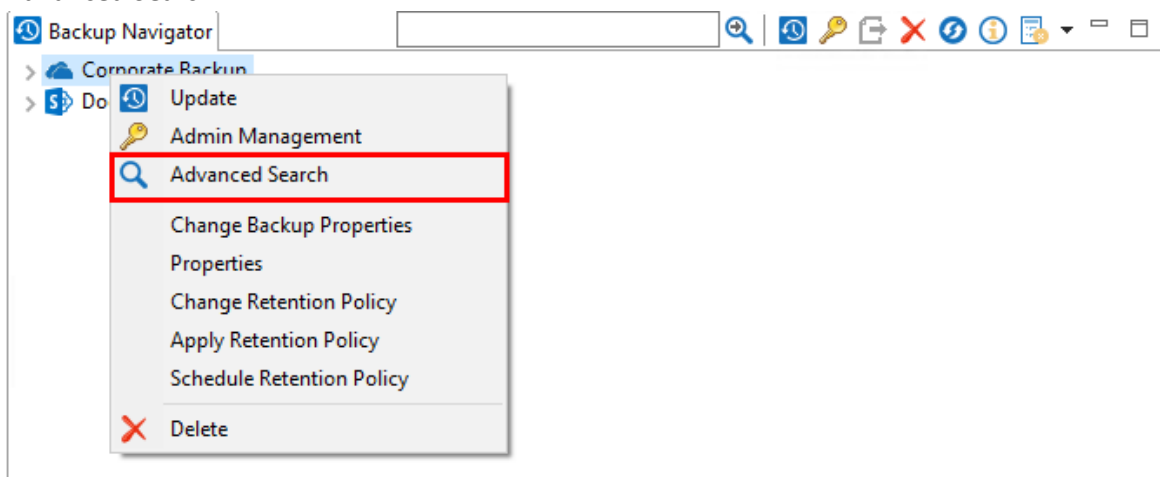 Backup Navigator
Corporate Backup
Do
Update
Admin Management
Advanced Search
Change Backup Properties
Properties
Change Retention Policy
Apply Retention Policy
Schedule Retention Policy
Delete